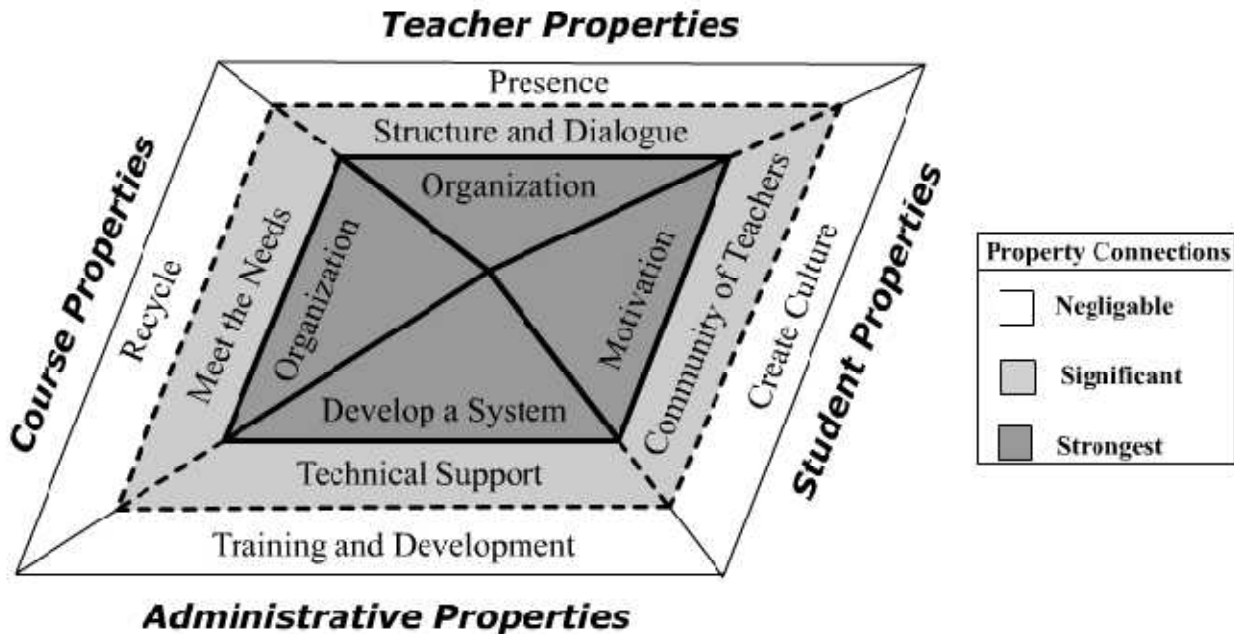 Teacher Properties
Presence
Structure and Dialogue
Organization
Course Properties
Recycle
Meet the Needs
Organization
Motivation
Community of Teachers
Create Culture
Student Properties
Develop a System
Technical Support
Training and Development
Administrative Properties
Property Connections
Negligable
Significant
Strongest